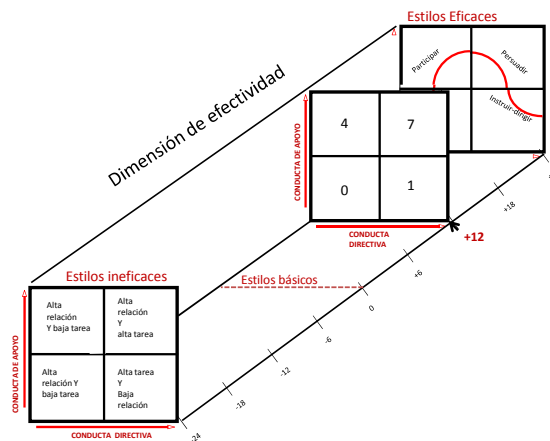 Estilos Eficaces
Participar
Persuadir
Instruir-dirigir
Dimensión de efectividad
CONDUCTA DE APOYO
4
7
0
1
CONDUCTA
DIRECTIVA
+12
+18
+6
0
-6
-12
-18
-24
Estilos básicos
Estilos ineficaces
CONDUCTA DE APOYO
Alta
relación
Y baja tarea
Alta
relación
Y
alta tarea
Alta
relación Y
baja tarea
Alta tarea
Y
Baja
relación
CONDUCTA DIRECTIVA